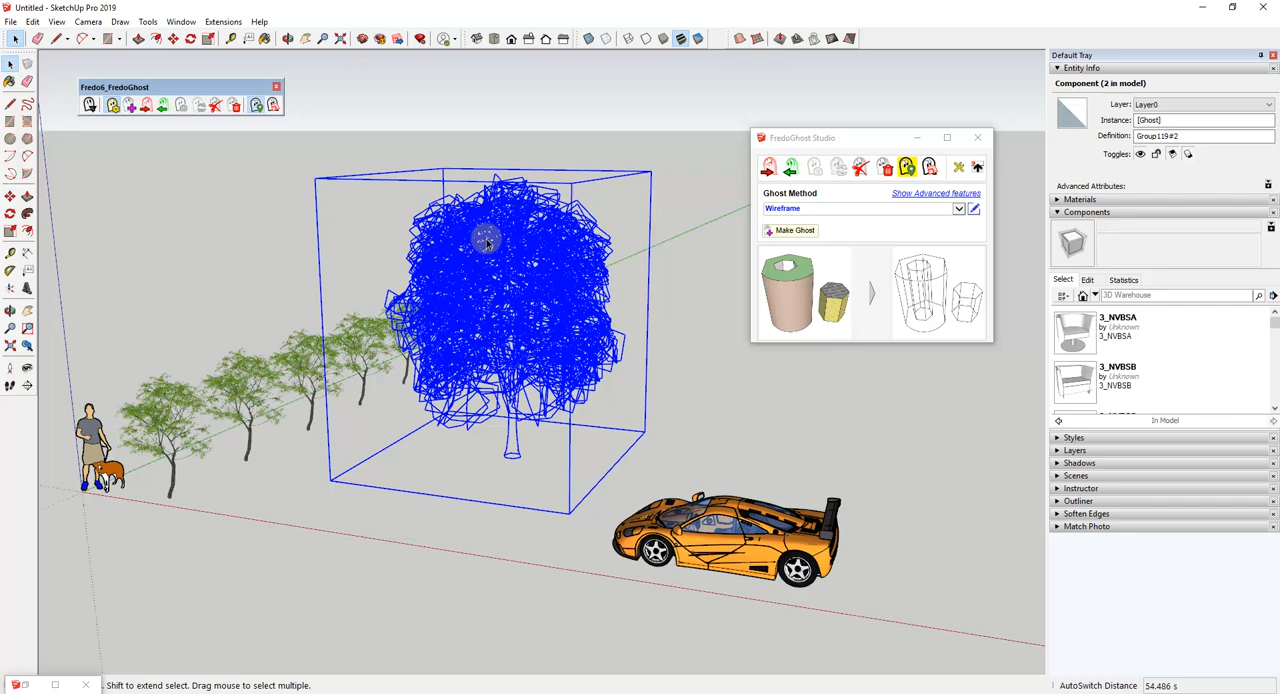 Untitled - SketchUp Pro 2019
File Edit View Camera Draw Tools Window Extensions Help
Fredo6_FredoGhost
FredoGhost Studio
Ghost Method
Show Advanced features
Wireframe
Make Ghost
Default Tray
Entity Info
Component (2 in model)
Layer: Layer0
Instance: [Ghost]
Definition: Group119#2
Toggles:
Advanced Attributes:
Materials
Components
Select Edit Statistics
3D Warehouse
3_NVBSA
by Unknown
3_NVBSA
3_NVBSB
by Unknown
3_NVBSB
In Model
Styles
Layers
Shadows
Scenes
Instructor
Outliner
Soften Edges
Match Photo
Shift to extend select. Drag mouse to select multiple.
AutoSwitch Distance 54.486 s